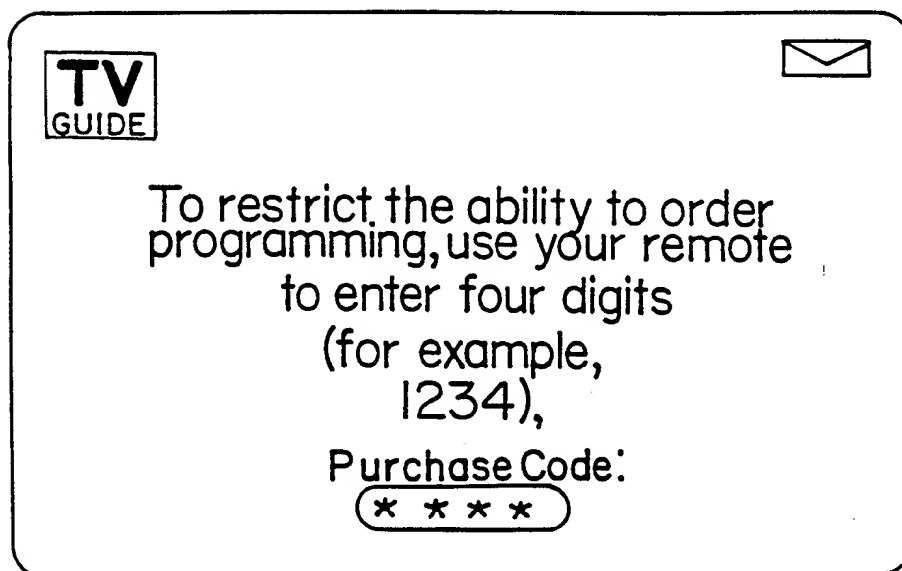 TV
GUIDE
To restrict the ability to order
programming, use your remote
to enter four digits
(for example,
1234),
Purchase Code:
* * * *